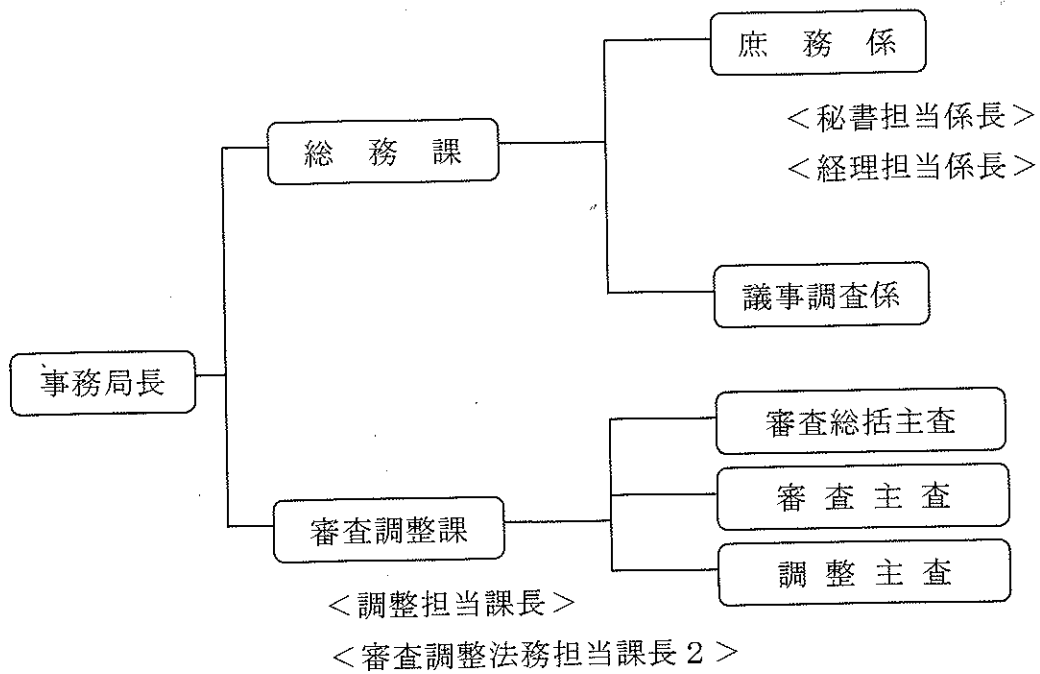 庶務係
＜秘書担当係長＞
＜経理担当係長＞
総務課
議事調査係
事務局長
審査総括主査
審査主査
調整主査
審査調整課
＜調整担当課長＞
＜審査調整法務担当課長２＞